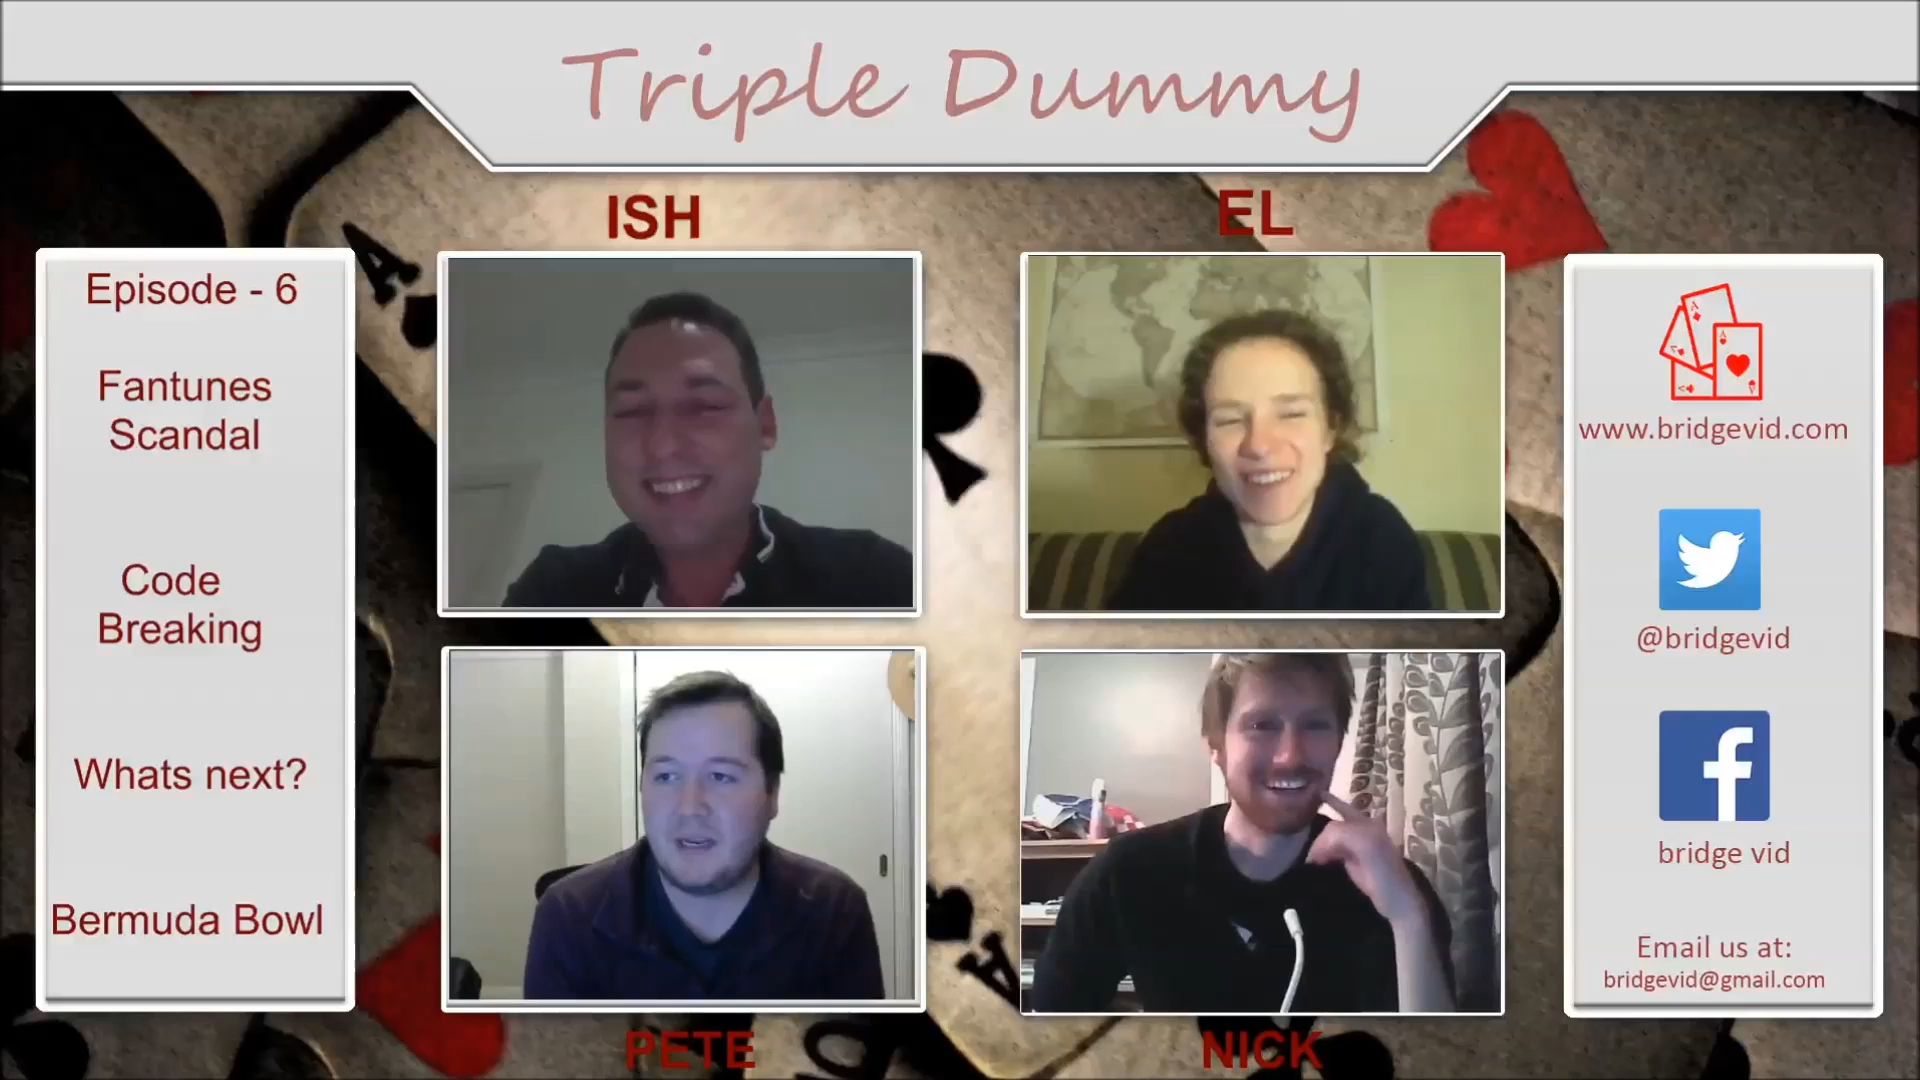 Triple Dummy
ISH
EL
Episode - 6
Fantunes
Scandal
Code
Breaking
Whats next?
Bermuda Bowl
www.bridgevid.com
@bridgevid
bridge vid
Email us at:
bridgevid@gmail.com
PETE
NICK